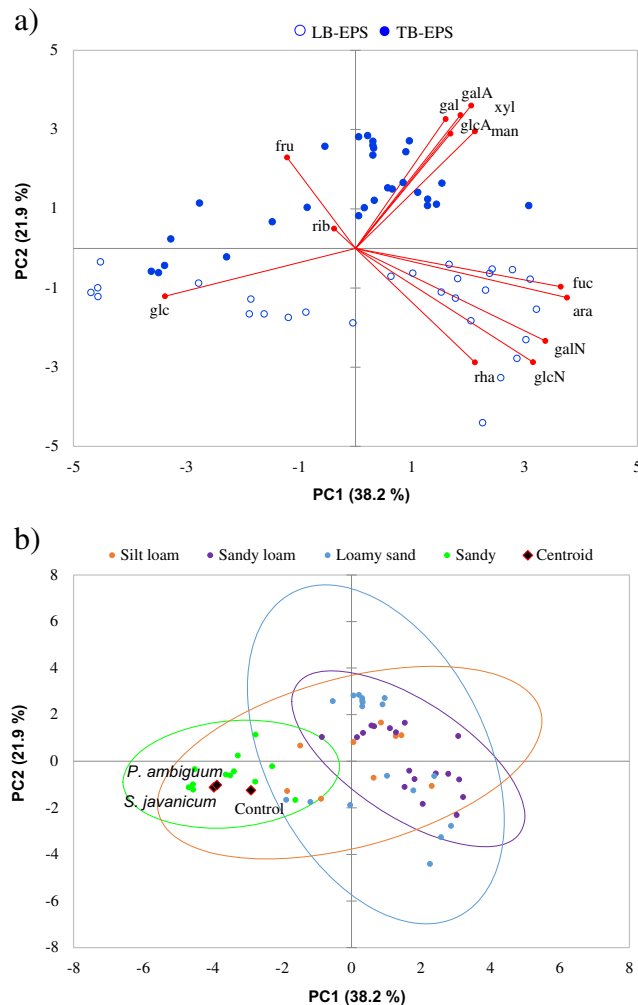 a)
LB-EPS TB-EPS
5
galA
gal xyl
glcA man
3
fru
1
rib
PC2 (21.9 %)
-1
glc
fuc
ara
galN
-3
rha glcN
-5
-5 -3 -1 1 3 5
PC1 (38.2 %)
b)
Silt loam Sandy loam Loamy sand Sandy Centroid
8
6
4
2
PC2 (21.9 %)
0
P. ambiguum
S. javanicum Control
-2
-4
-6
-8
-8 -6 -4 -2 0 2 4 6 8
PC1 (38.2 %)